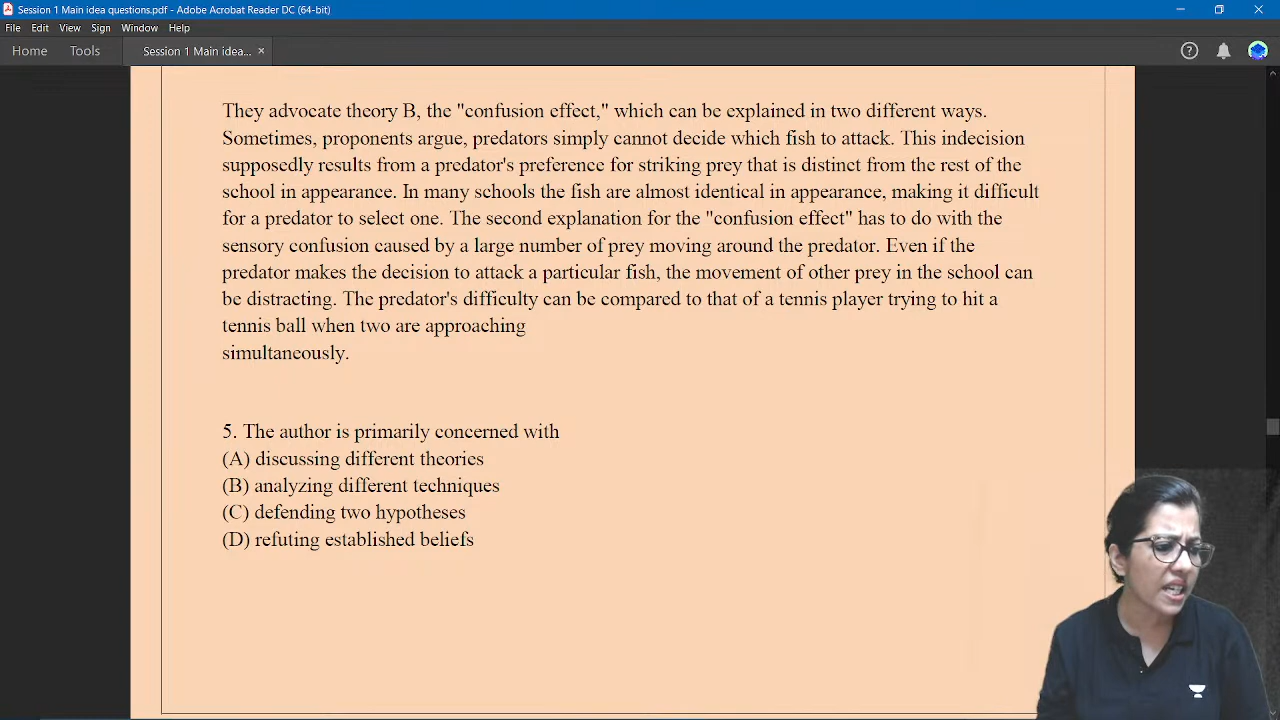 Session 1 Main idea questions.pdf - Adobe Acrobat Reader DC (64-bit)
File Edit View Sign Window Help
Home Tools Session 1 Main idea... ×
They advocate theory B, the "confusion effect," which can be explained in two different ways.
Sometimes, proponents argue, predators simply cannot decide which fish to attack. This indecision
supposedly results from a predator's preference for striking prey that is distinct from the rest of the
school in appearance. In many schools the fish are almost identical in appearance, making it difficult
for a predator to select one. The second explanation for the "confusion effect" has to do with the
sensory confusion caused by a large number of prey moving around the predator. Even if the
predator makes the decision to attack a particular fish, the movement of other prey in the school can
be distracting. The predator's difficulty can be compared to that of a tennis player trying to hit a
tennis ball when two are approaching
simultaneously.
5. The author is primarily concerned with
(A) discussing different theories
(B) analyzing different techniques
(C) defending two hypotheses
(D) refuting established beliefs